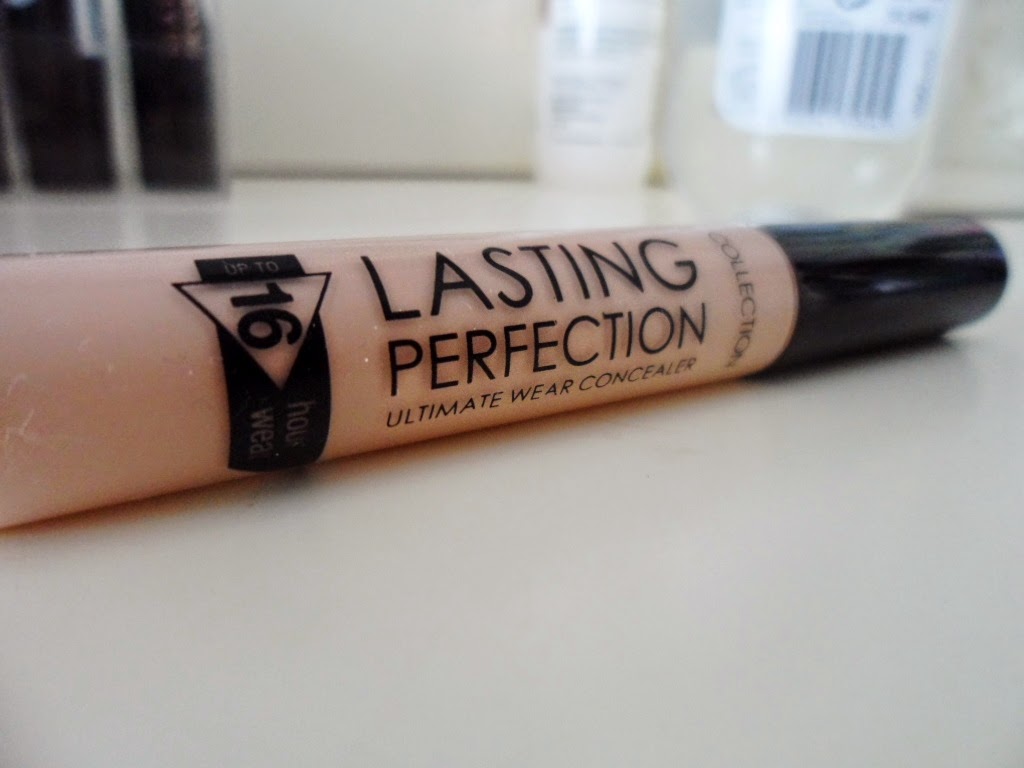 UP TO
16
hour
wear
LASTING
PERFECTION
ULTIMATE WEAR CONCEALER
COLLECTION